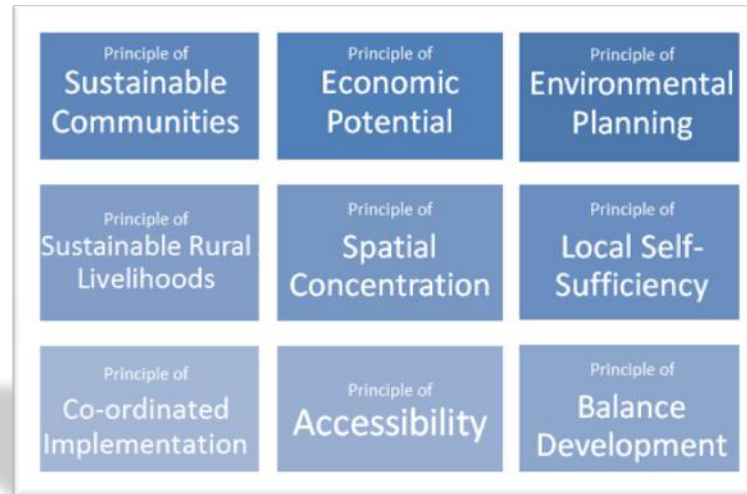 Principle of
Sustainable
Communities
Principle of
Economic
Potential
Principle of
Environmental
Planning
Principle of
Sustainable Rural
Livelihoods
Principle of
Spatial
Concentration
Principle of
Local Self-
Sufficiency
Principle of
Co-ordinated
Implementation
Principle of
Accessibility
Principle of
Balance
Development